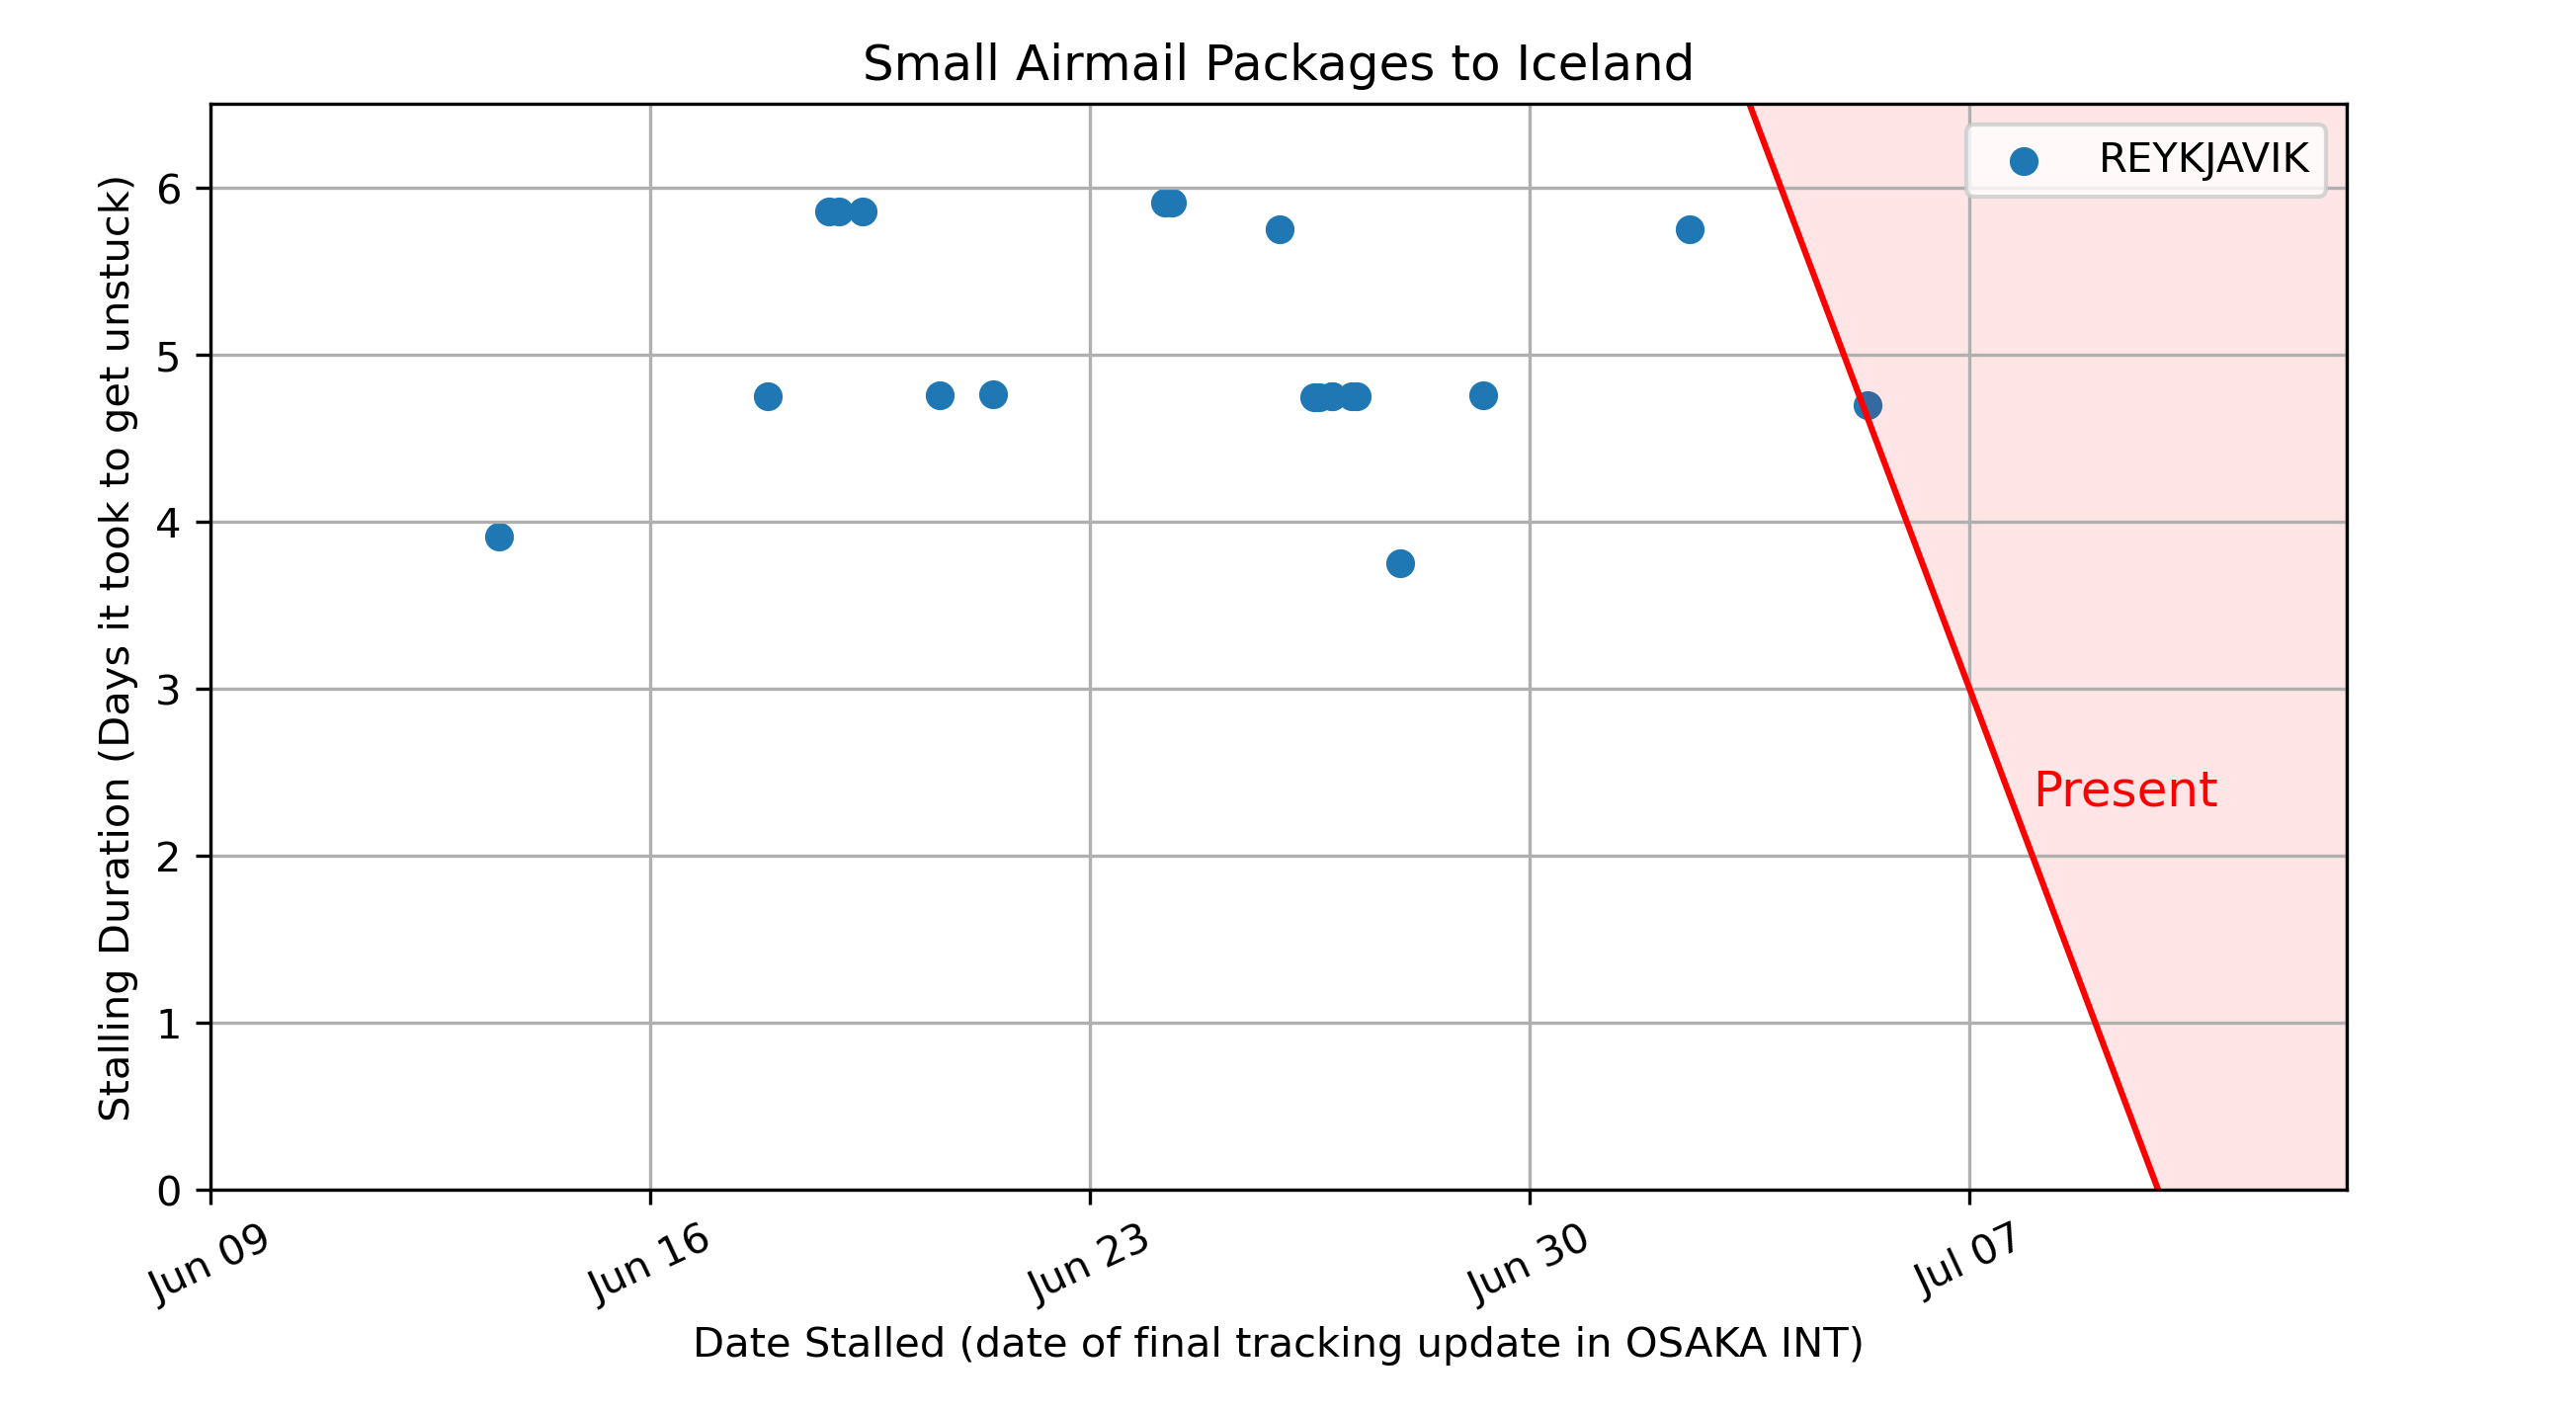 Small Airmail Packages to Iceland
REYKJAVIK
Stalling Duration (Days it took to get unstuck)
6
5
4
3
2
1
0
Present
Jun 09
Jun 16
Jun 23
Jun 30
Jul 07
Date Stalled (date of final tracking update in OSAKA INT)